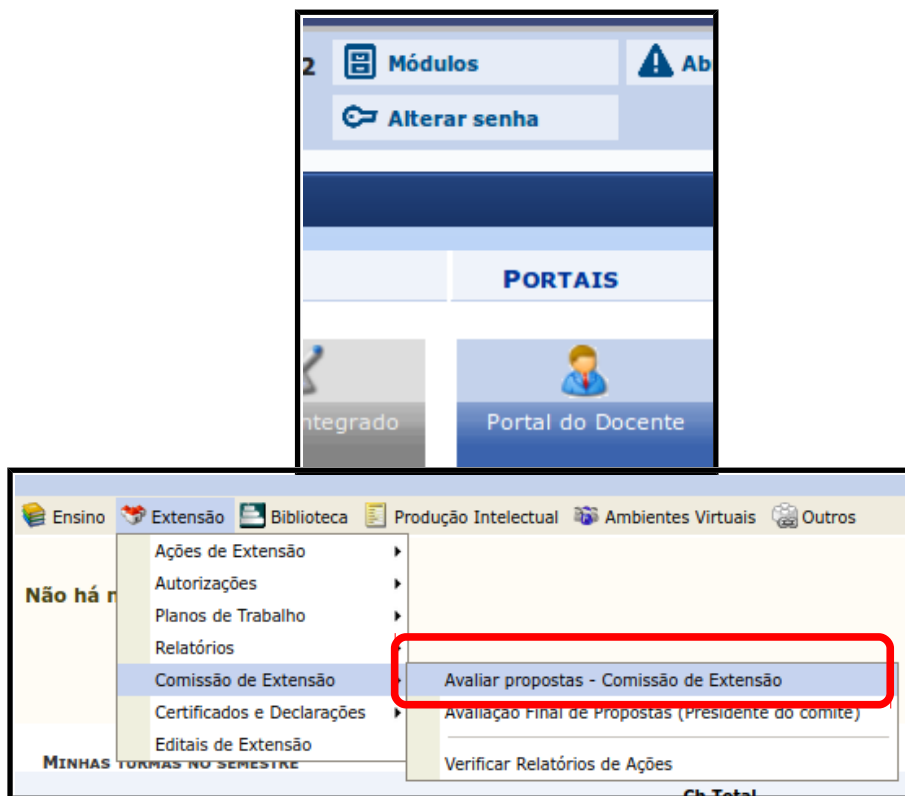 2 Módulos Ab
Alterar senha
PORTAIS
ntegrado Portal do Docente
Ensino Extensão Biblioteca Produção Intelectual Ambientes Virtuais Outros
Ações de Extensão
Autorizações
Não há n
Planos de Trabalho
Relatórios
Comissão de Extensão Avaliar propostas - Comissão de Extensão
Certificados e Declarações Avaliação Final de Propostas (Presidente do comitê)
Editais de Extensão
MINHAS TURMAS NO SEMESTRE Verificar Relatórios de Ações
Ch Total